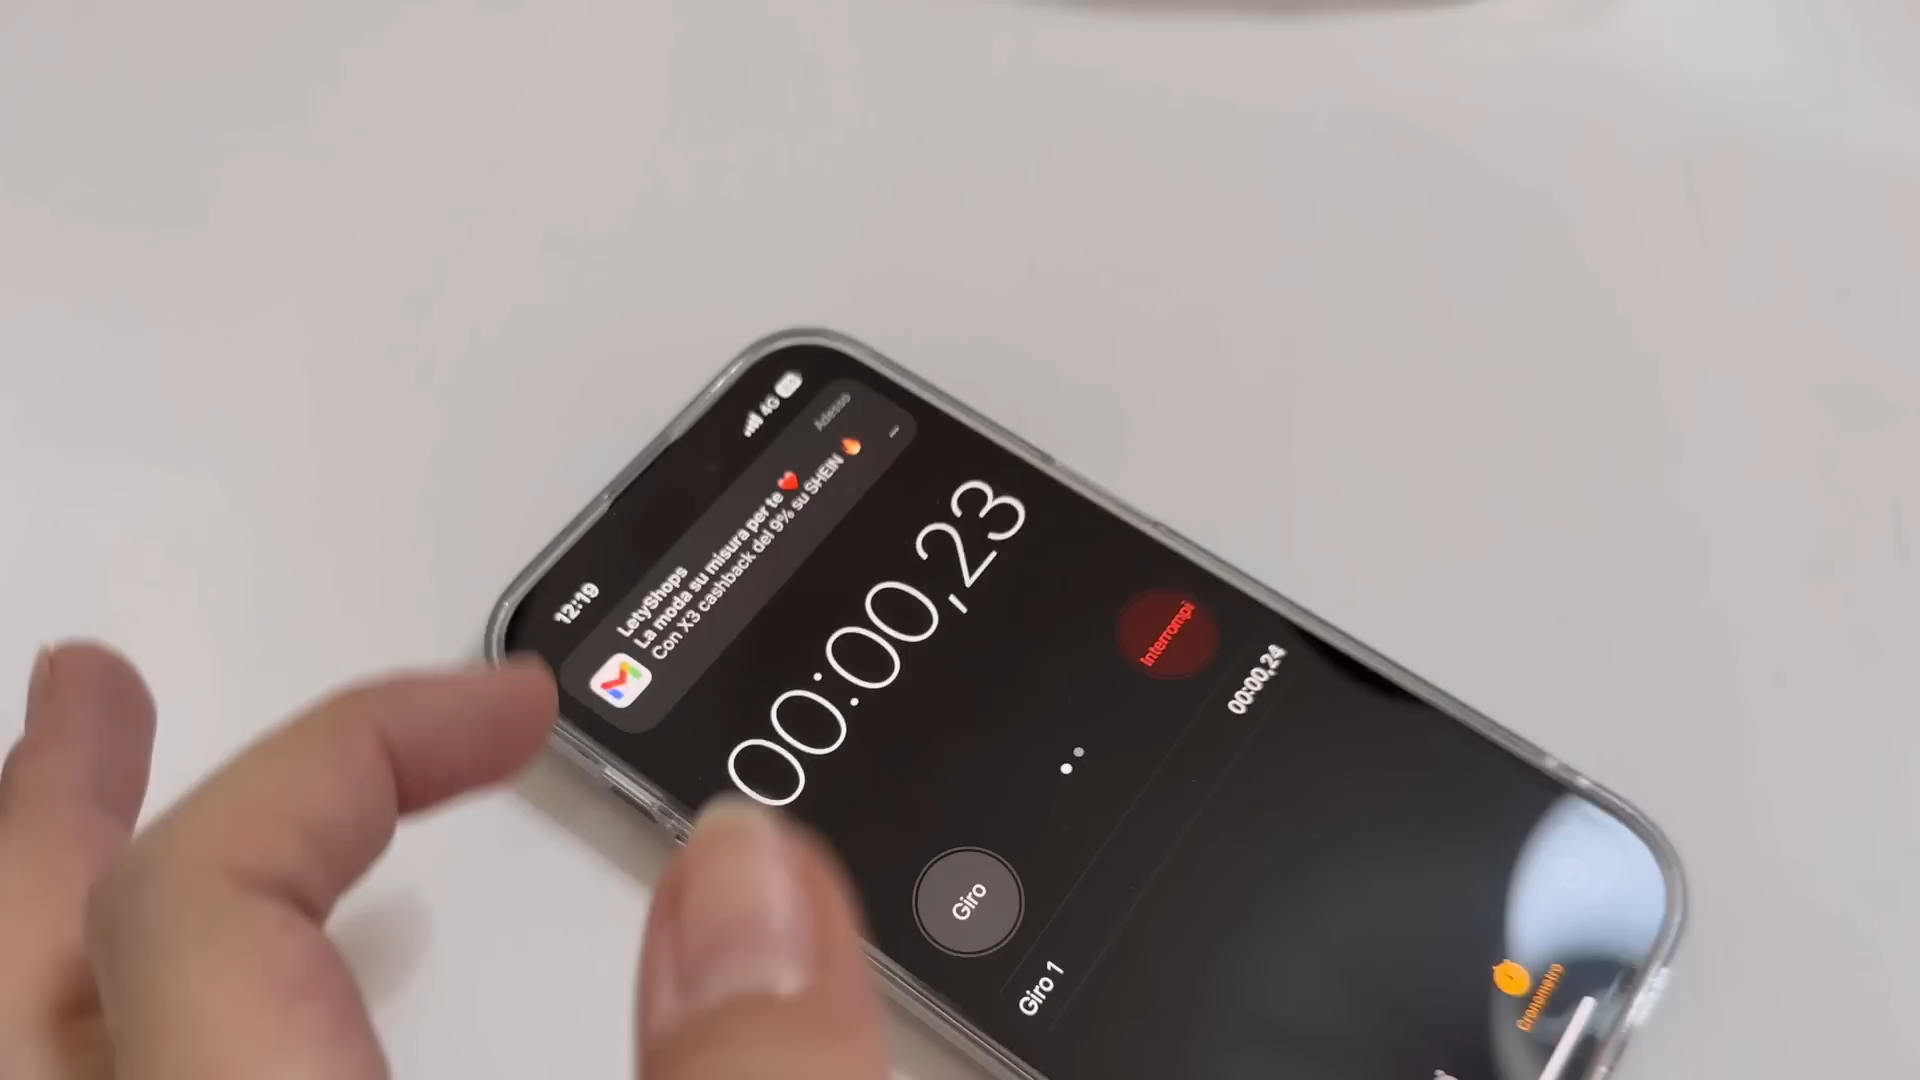 12:19
4G
LetyShops
Adesso
La moda su misura per te ❤️
Con X3 cashback del 9% su SHEIN 🔥
...
00:00,23
Giro
Interrompi
Giro 1
00:00,24
Cronometro